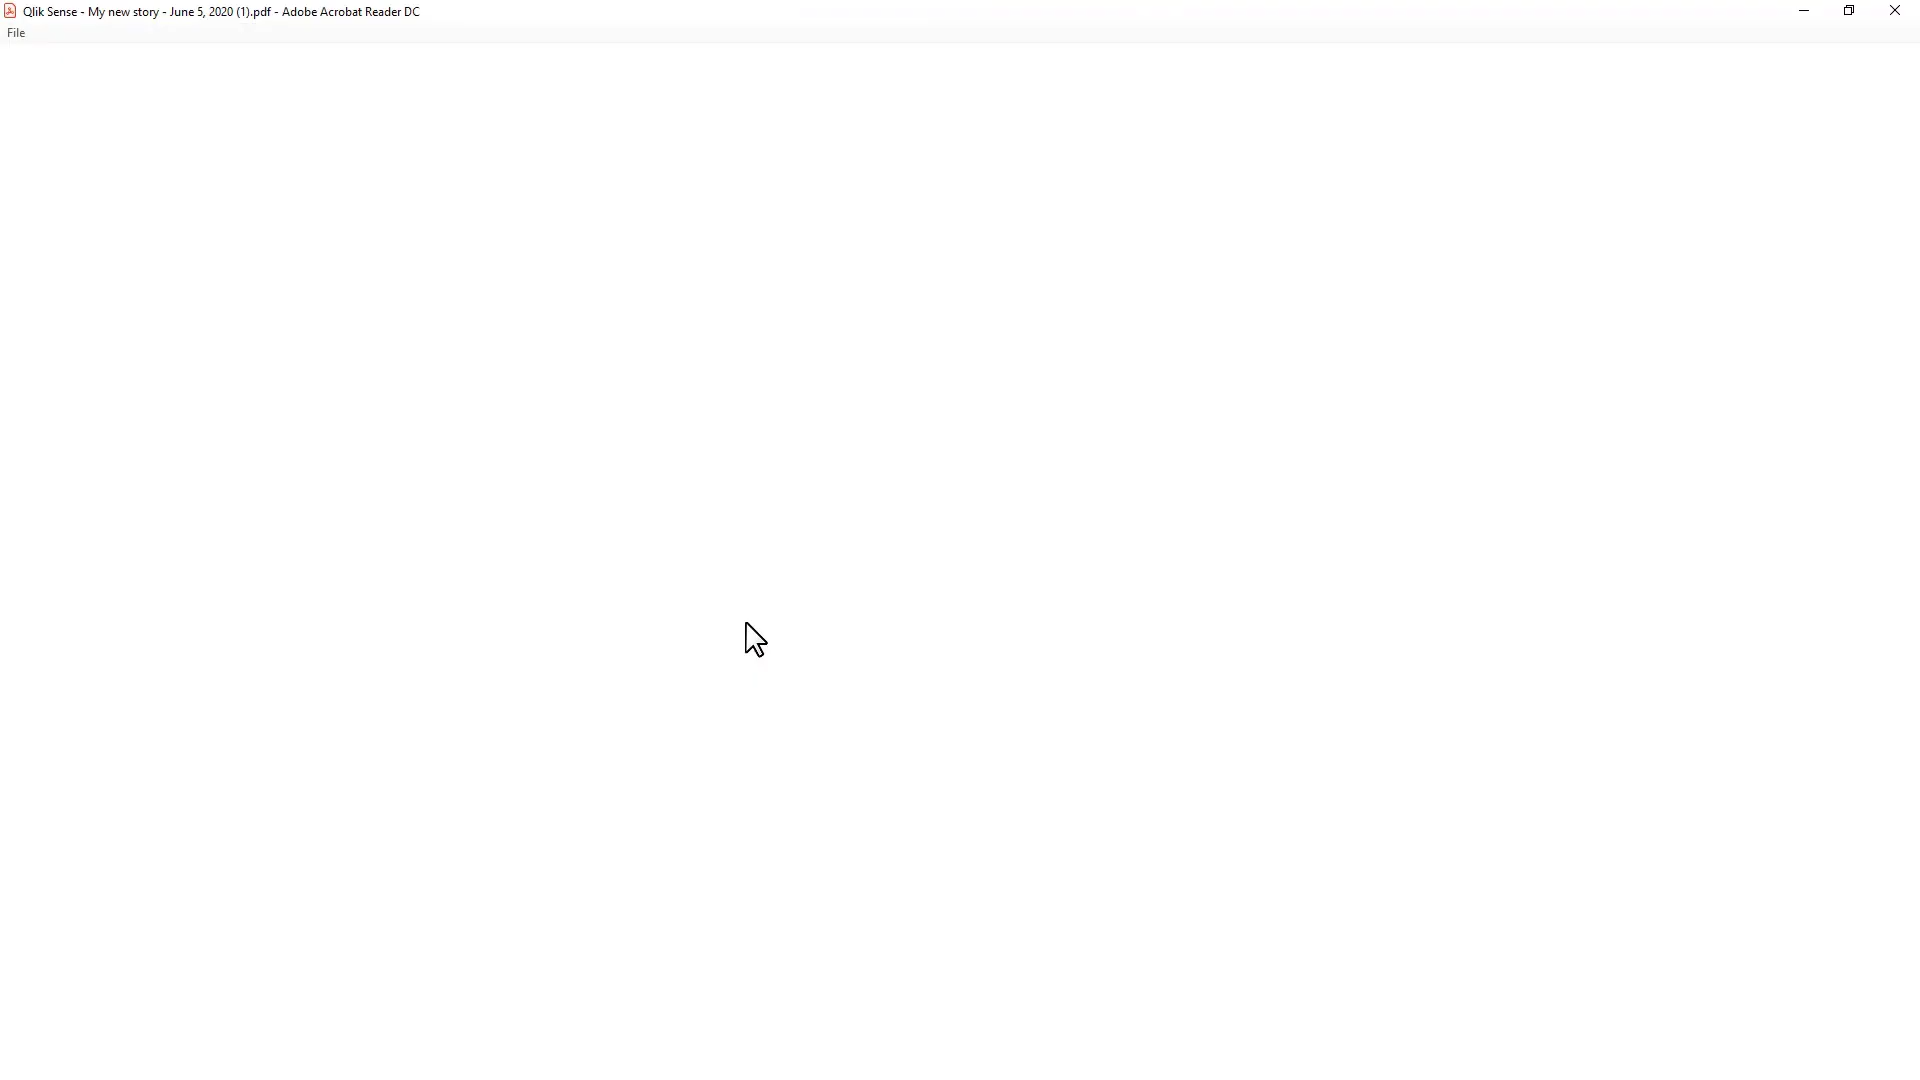 Qlik Sense - My new story - June 5, 2020 (1).pdf - Adobe Acrobat Reader DC
File